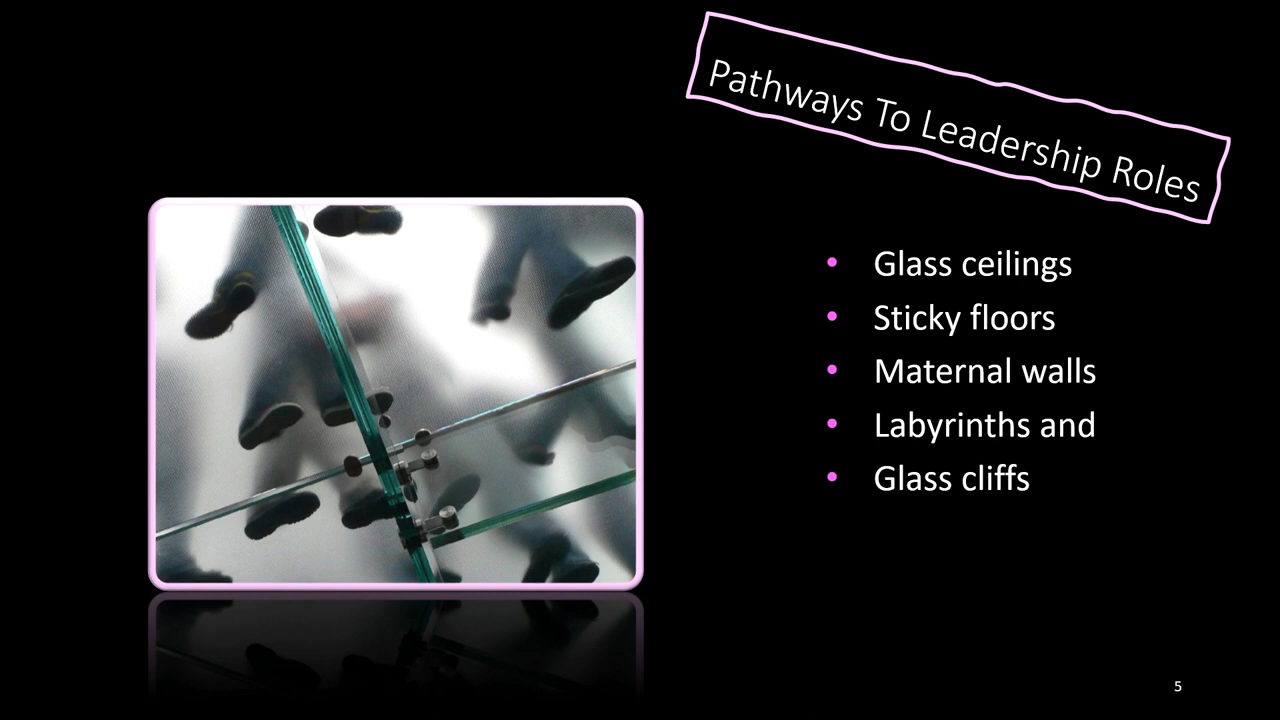 Pathways To Leadership Roles
• Glass ceilings
• Sticky floors
• Maternal walls
• Labyrinths and
• Glass cliffs
5